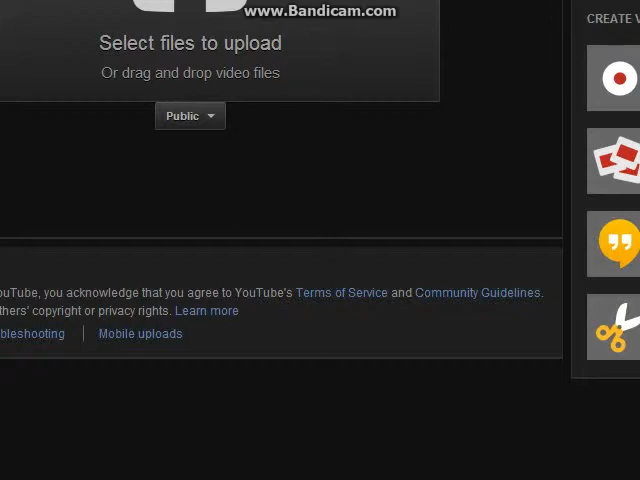 www.Bandicam.com
CREATE V
Select files to upload
Or drag and drop video files
Public
ouTube, you acknowledge that you agree to YouTube's Terms of Service and Community Guidelines.
thers' copyright or privacy rights. Learn more
bleshooting
Mobile uploads